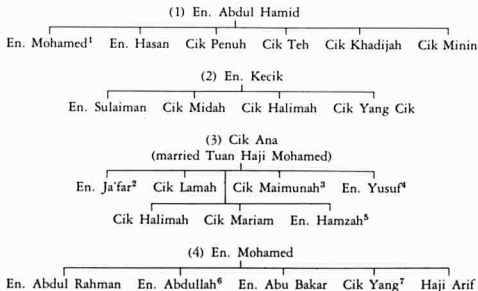 (1) En. Abdul Hamid
En. Mohamed¹ En. Hasan Cik Penuh Cik Teh Cik Khadijah Cik Minin
(2) En. Kecik
En. Sulaiman Cik Midah Cik Halimah Cik Yang Cik
(3) Cik Ana
(married Tuan Haji Mohamed)
En. Ja'far² Cik Lamah Cik Maimunah³ En. Yusuf⁴
Cik Halimah Cik Mariam En. Hamzah⁵
(4) En. Mohamed
En. Abdul Rahman En. Abdullah⁶ En. Abu Bakar Cik Yang⁷ Haji Arif